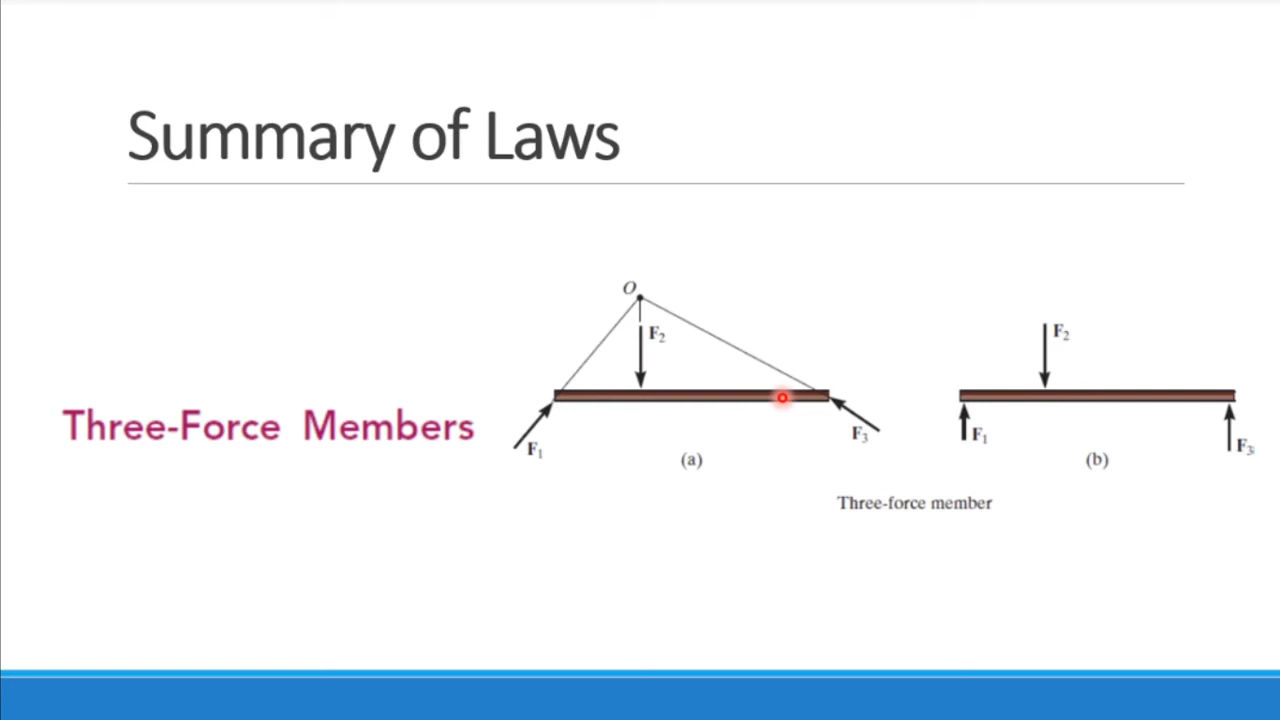 Summary of Laws
O
F₂
F₂
Three-Force Members
F₁
F₃
F₁
F₃
(a)
(b)
Three-force member